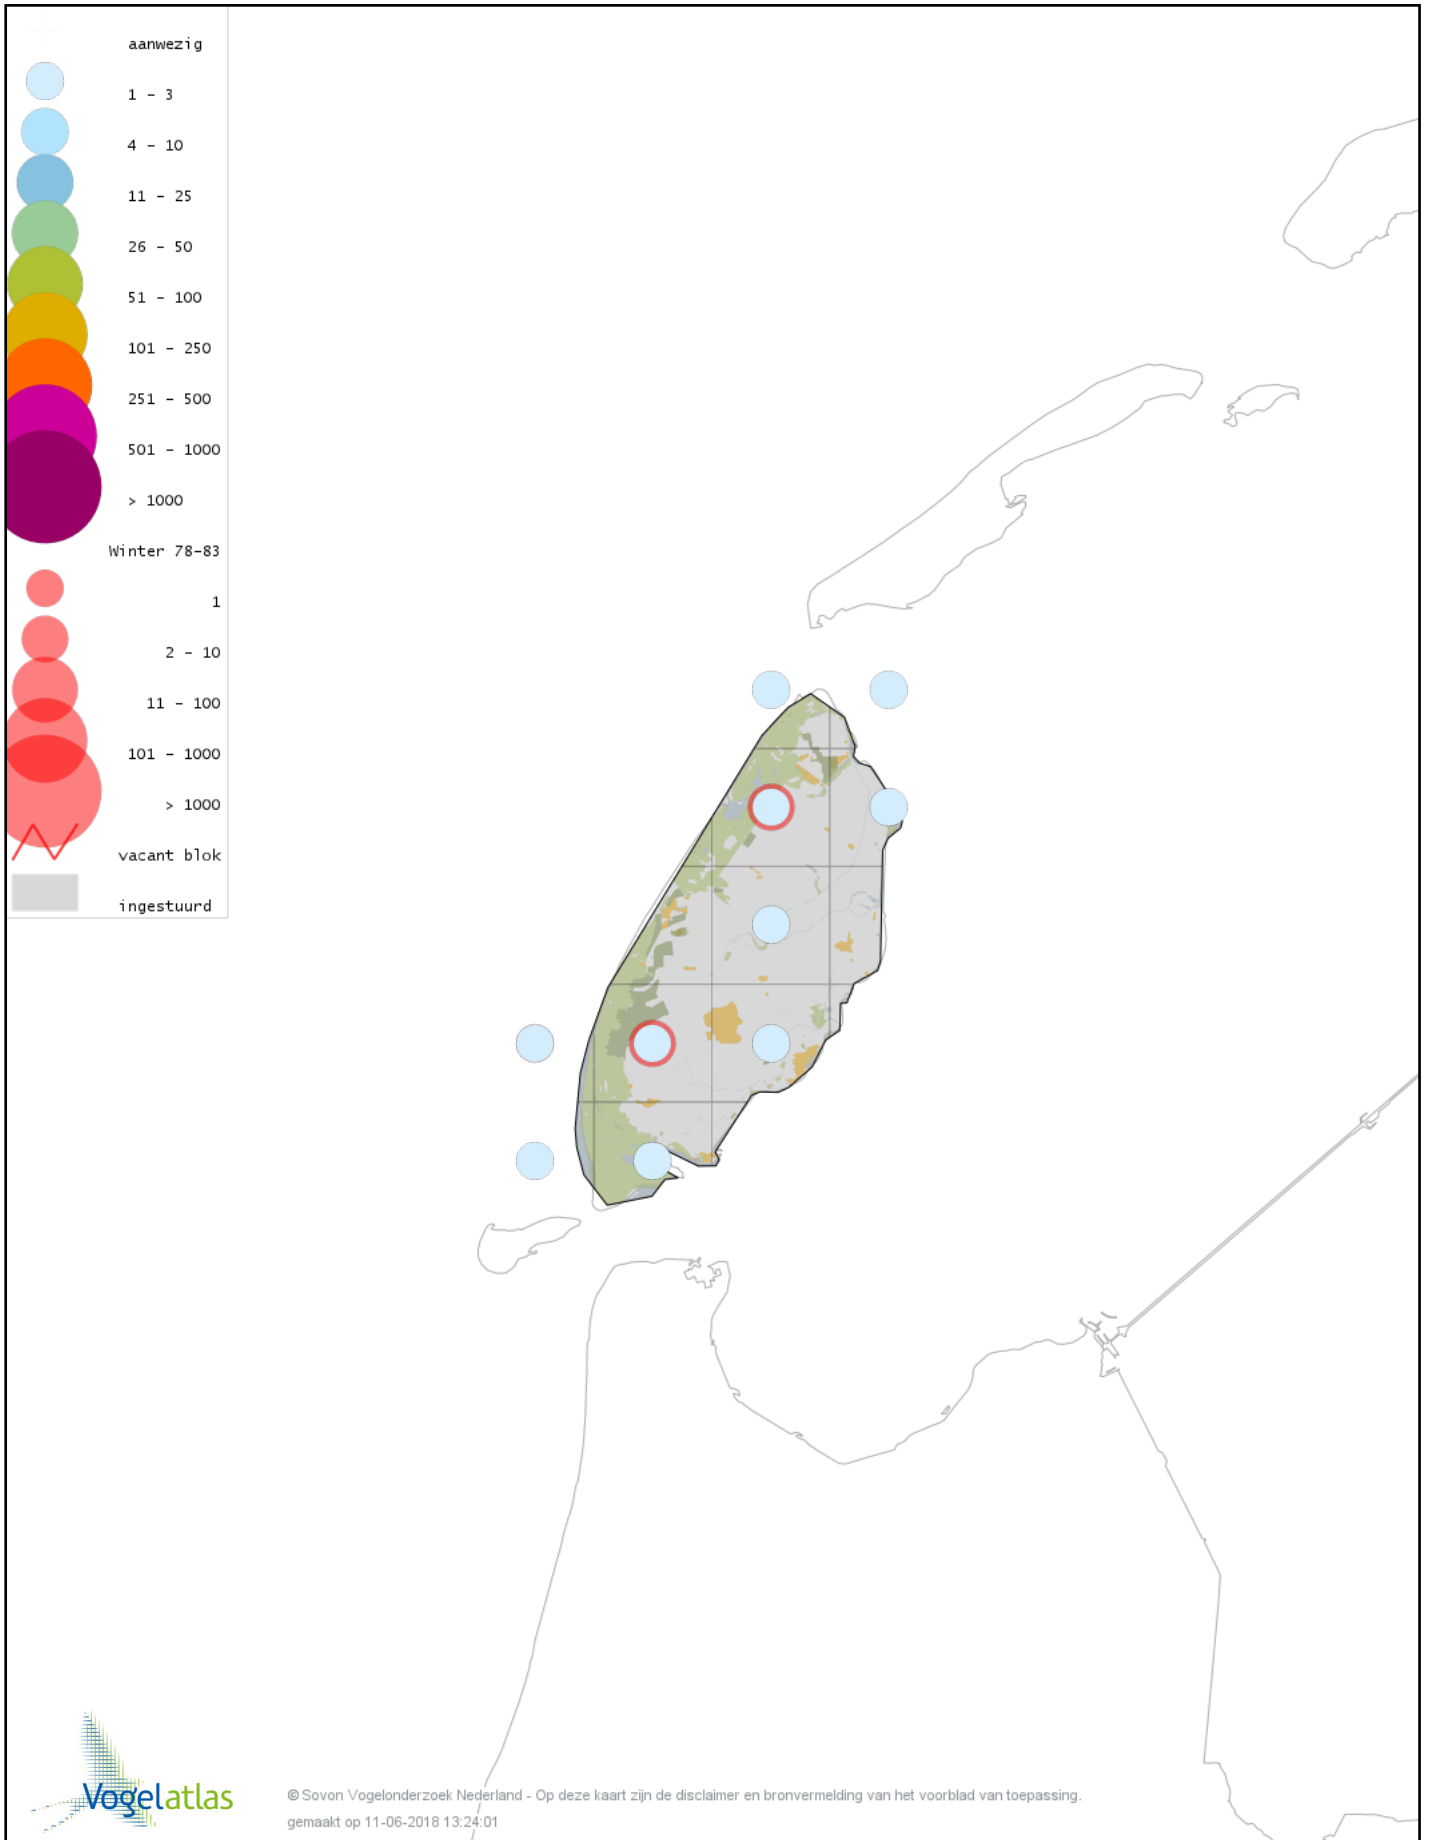 aanwezig
1 - 3
4 - 10
11 - 25
26 - 50
51 - 100
101 - 250
251 - 500
501 - 1000
> 1000
Winter 78-83
1
2 - 10
11 - 100
101 - 1000
> 1000
vacant blok
ingestuurd
Vogelatlas
© Sovon Vogelonderzoek Nederland - Op deze kaart zijn de disclaimer en bronvermelding van het voorblad van toepassing.
gemaakt op 11-06-2018 13:24:01